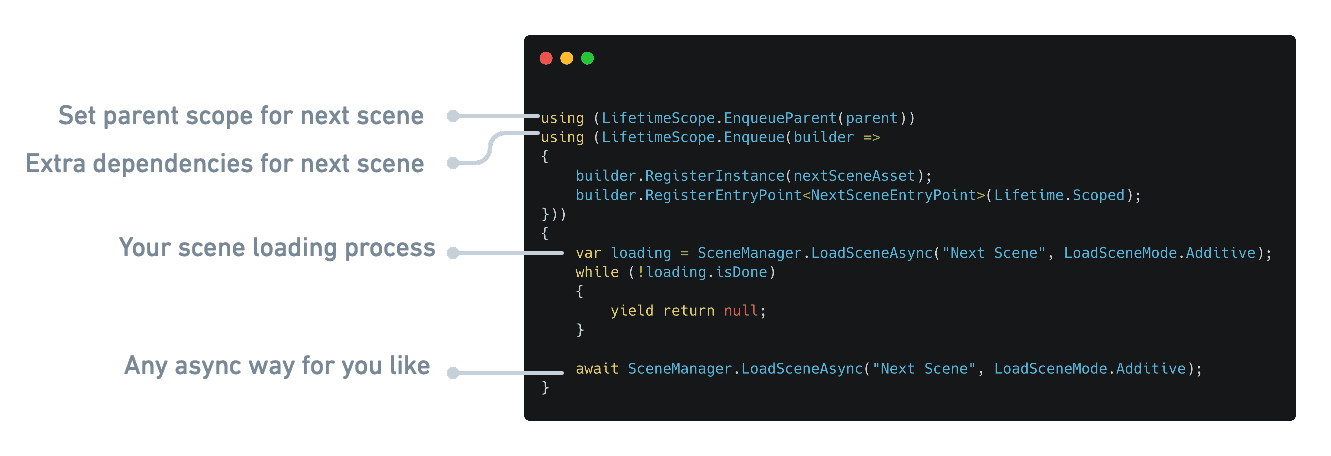 Set parent scope for next scene
Extra dependencies for next scene
Your scene loading process
Any async way for you like
using (LifetimeScope.EnqueueParent(parent))
using (LifetimeScope.Enqueue(builder =>
{
    builder.RegisterInstance(nextSceneAsset);
    builder.RegisterEntryPoint<NextSceneEntryPoint>(Lifetime.Scoped);
}))
{
    var loading = SceneManager.LoadSceneAsync("Next Scene", LoadSceneMode.Additive);
    while (!loading.isDone)
    {
        yield return null;
    }
    await SceneManager.LoadSceneAsync("Next Scene", LoadSceneMode.Additive);
}